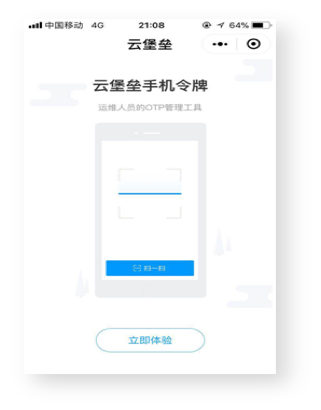 中国移动 4G 21:08 64%
云堡垒
云堡垒手机令牌
运维人员的OTP管理工具
扫一扫
立即体验